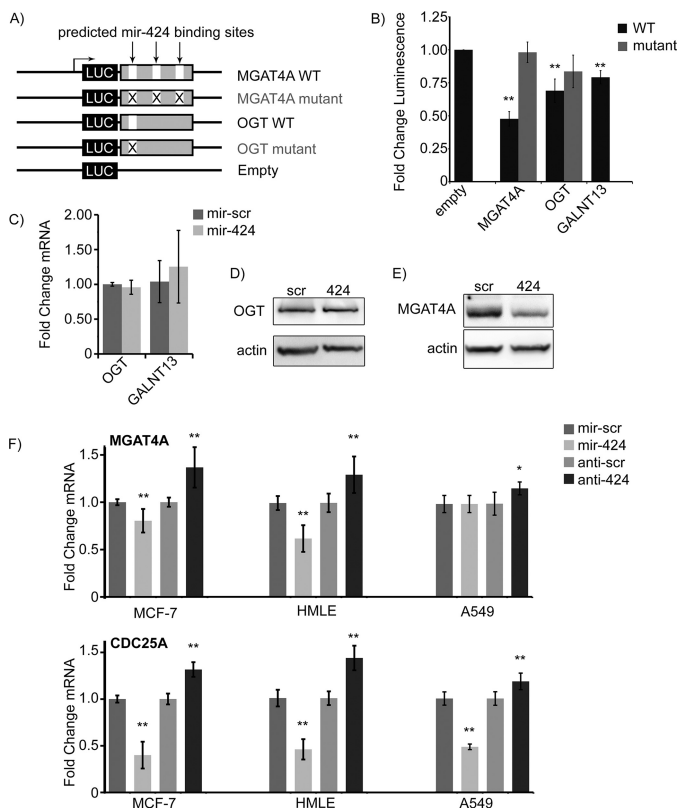 A)
predicted mir-424 binding sites
LUC MGAT4A WT
LUC X X X MGAT4A mutant
LUC OGT WT
LUC X OGT mutant
LUC Empty
B)
WT
mutant
Fold Change Luminescence
1.25
1.00
0.75
0.50
0.25
0
**
**
**
empty
MGAT4A
OGT
GALNT13
C)
mir-scr
mir-424
Fold Change mRNA
2.00
1.50
1.00
0.50
0.00
OGT
GALNT13
D)
scr 424
OGT
actin
E)
scr 424
MGAT4A
actin
F)
mir-scr
mir-424
anti-scr
anti-424
MGAT4A
Fold Change mRNA
1.5
1.0
0.5
0
** **
** **
*
MCF-7 HMLE A549
CDC25A
Fold Change mRNA
1.5
1.0
0.5
0
** **
** **
** **
MCF-7 HMLE A549